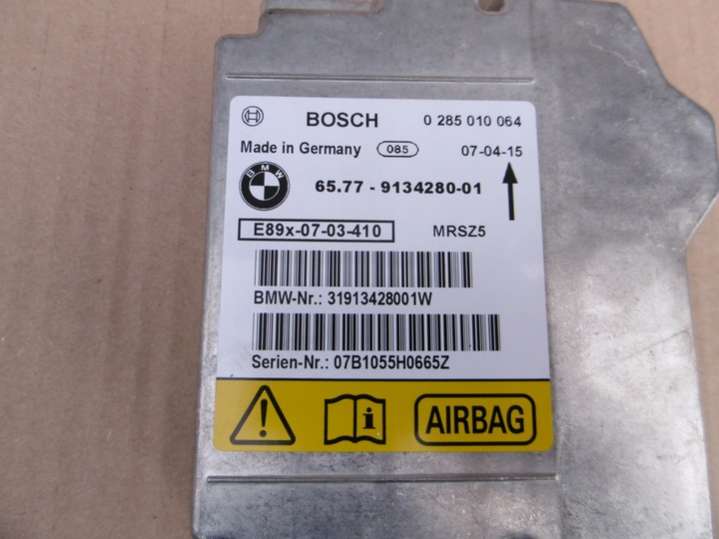 BOSCH 0 285 010 064
Made in Germany 085 07-04-15
BMW 65.77 - 9134280-01
E89x-07-03-410 MRSZ5
BMW-Nr.: 31913428001W
Serien-Nr.: 07B1055H0665Z
AIRBAG